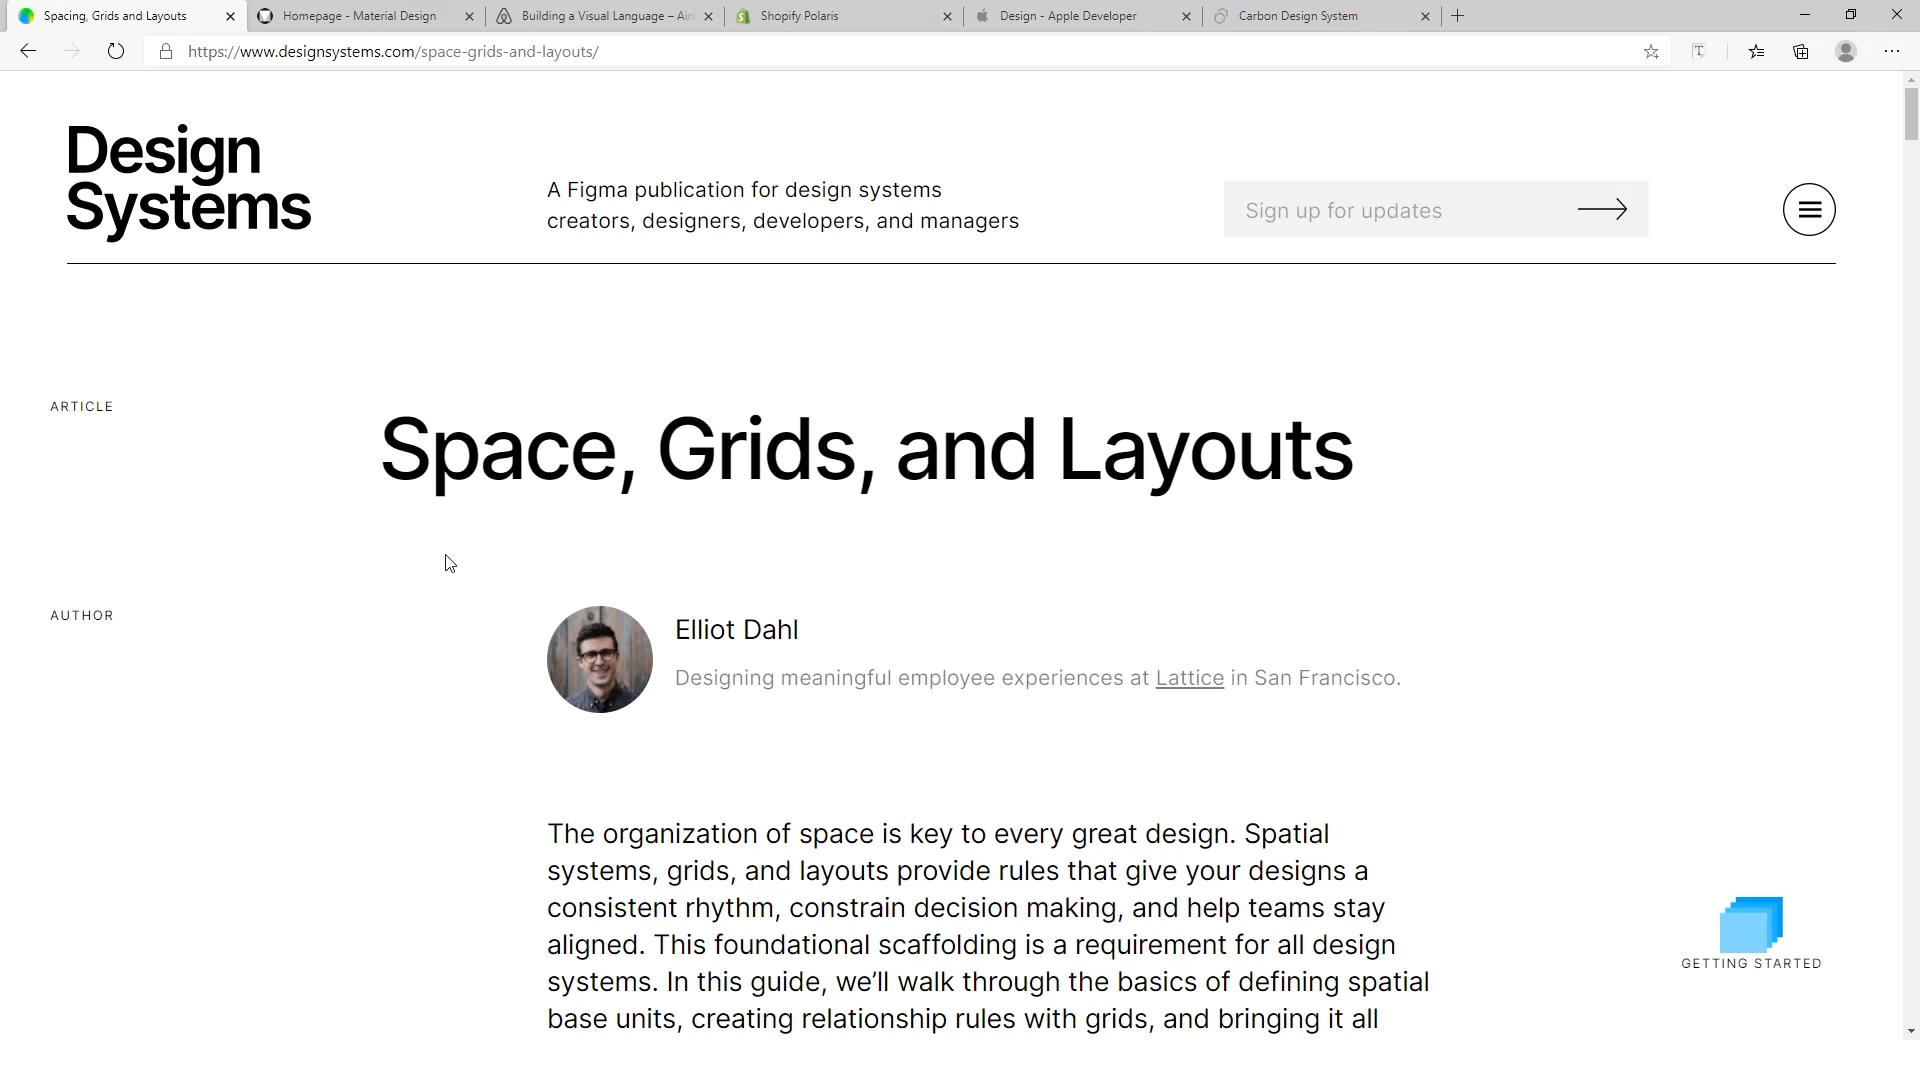 Spacing, Grids and Layouts
Homepage - Material Design
Building a Visual Language – Air
Shopify Polaris
Design - Apple Developer
Carbon Design System
https://www.designsystems.com/space-grids-and-layouts/
Design
Systems
A Figma publication for design systems
creators, designers, developers, and managers
Sign up for updates
ARTICLE
Space, Grids, and Layouts
AUTHOR
Elliot Dahl
Designing meaningful employee experiences at Lattice in San Francisco.
The organization of space is key to every great design. Spatial
systems, grids, and layouts provide rules that give your designs a
consistent rhythm, constrain decision making, and help teams stay
aligned. This foundational scaffolding is a requirement for all design
systems. In this guide, we’ll walk through the basics of defining spatial
base units, creating relationship rules with grids, and bringing it all
GETTING STARTED